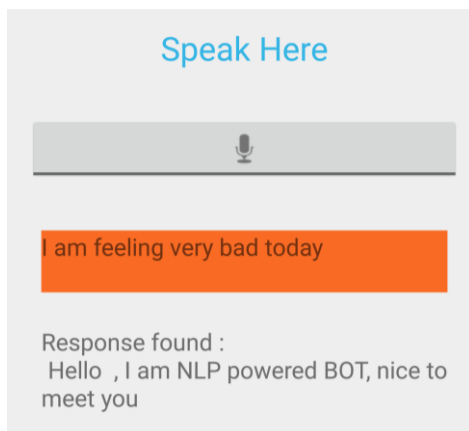 Speak Here
I am feeling very bad today
Response found :
Hello  , I am NLP powered BOT, nice to
meet you